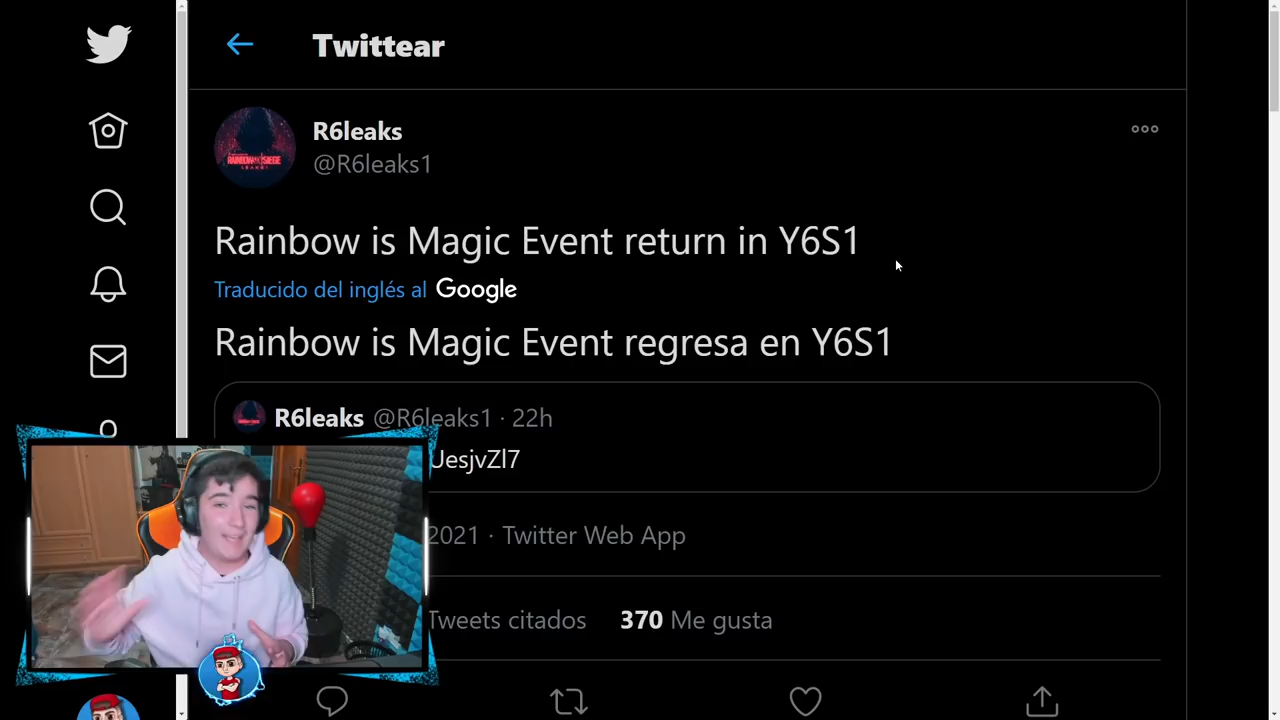 Twittear
R6leaks
@R6leaks1
Rainbow is Magic Event return in Y6S1
Traducido del inglés al Google
Rainbow is Magic Event regresa en Y6S1
R6leaks @R6leaks1 · 22h
UesjvZl7
2021 · Twitter Web App
Tweets citados 370 Me gusta